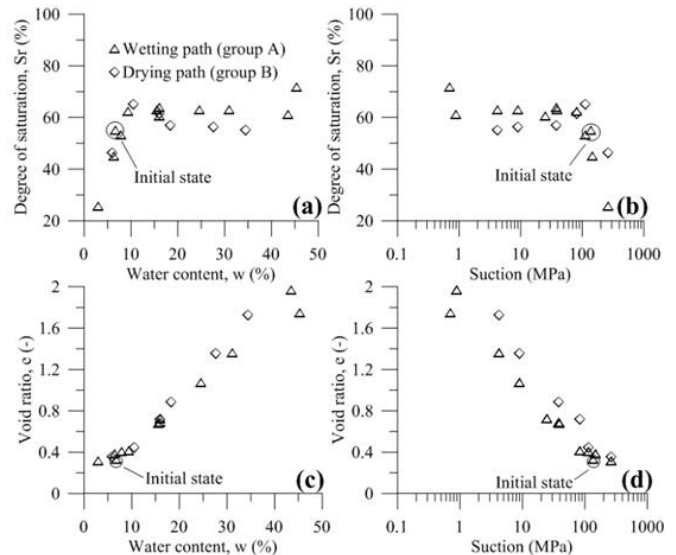 Degree of saturation, Sr (%)
100
80
60
40
20
△ Wetting path (group A)
◇ Drying path (group B)
Initial state
(a)
0 10 20 30 40 50
Water content, w (%)
Degree of saturation, Sr (%)
100
80
60
40
20
Initial state
(b)
0.1 1 10 100 1000
Suction (MPa)
Void ratio, e (-)
2
1.6
1.2
0.8
0.4
0
Initial state
(c)
0 10 20 30 40 50
Water content, w (%)
Void ratio, e (-)
2
1.6
1.2
0.8
0.4
0
Initial state
(d)
0.1 1 10 100 1000
Suction (MPa)